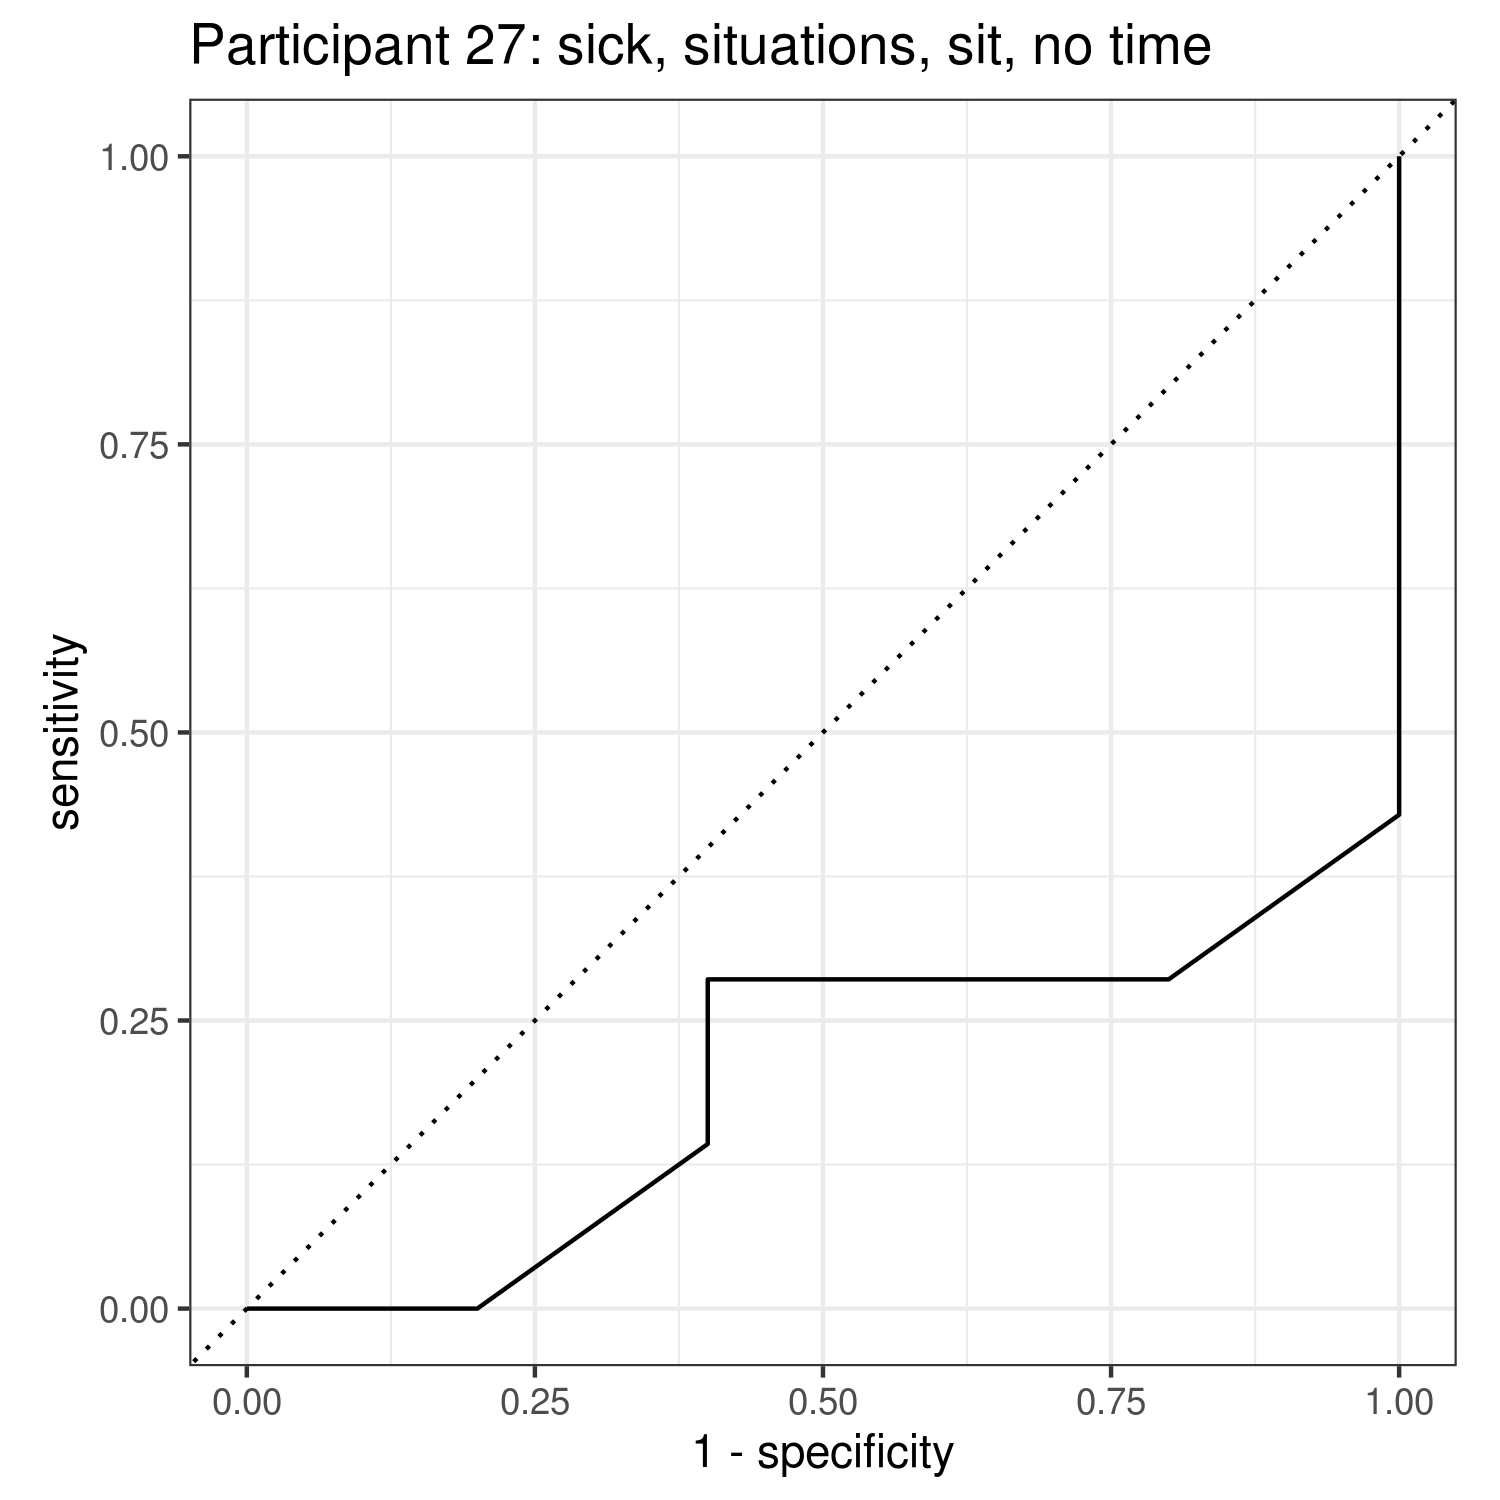 Participant 27: sick, situations, sit, no time
1.00
0.75
0.50
0.25
0.00
sensitivity
0.00 0.25 0.50 0.75 1.00
1 - specificity